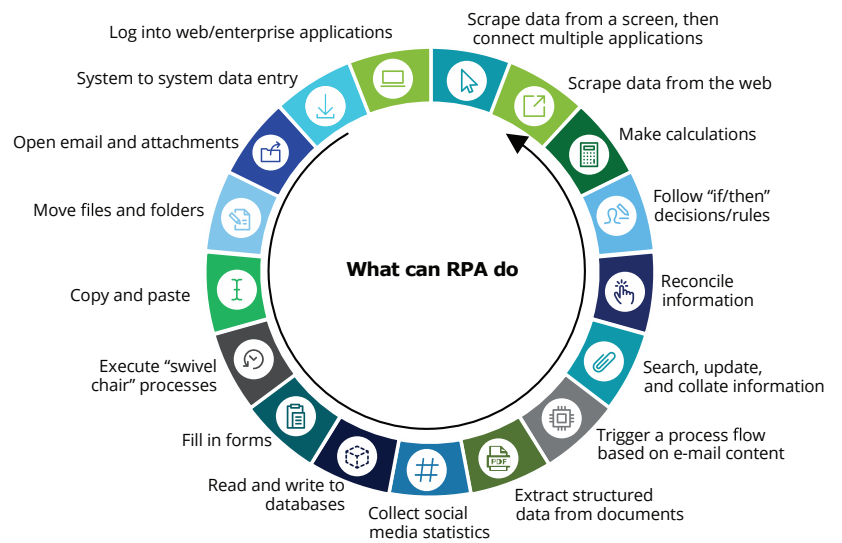 Log into web/enterprise applications
Scrape data from a screen, then
connect multiple applications
System to system data entry
Scrape data from the web
Open email and attachments
Make calculations
Move files and folders
Follow “if/then”
decisions/rules
What can RPA do
Copy and paste
Reconcile
information
Execute “swivel
chair” processes
Search, update,
and collate information
Fill in forms
Trigger a process flow
based on e-mail content
Read and write to
databases
Extract structured
data from documents
PDF
Collect social
media statistics